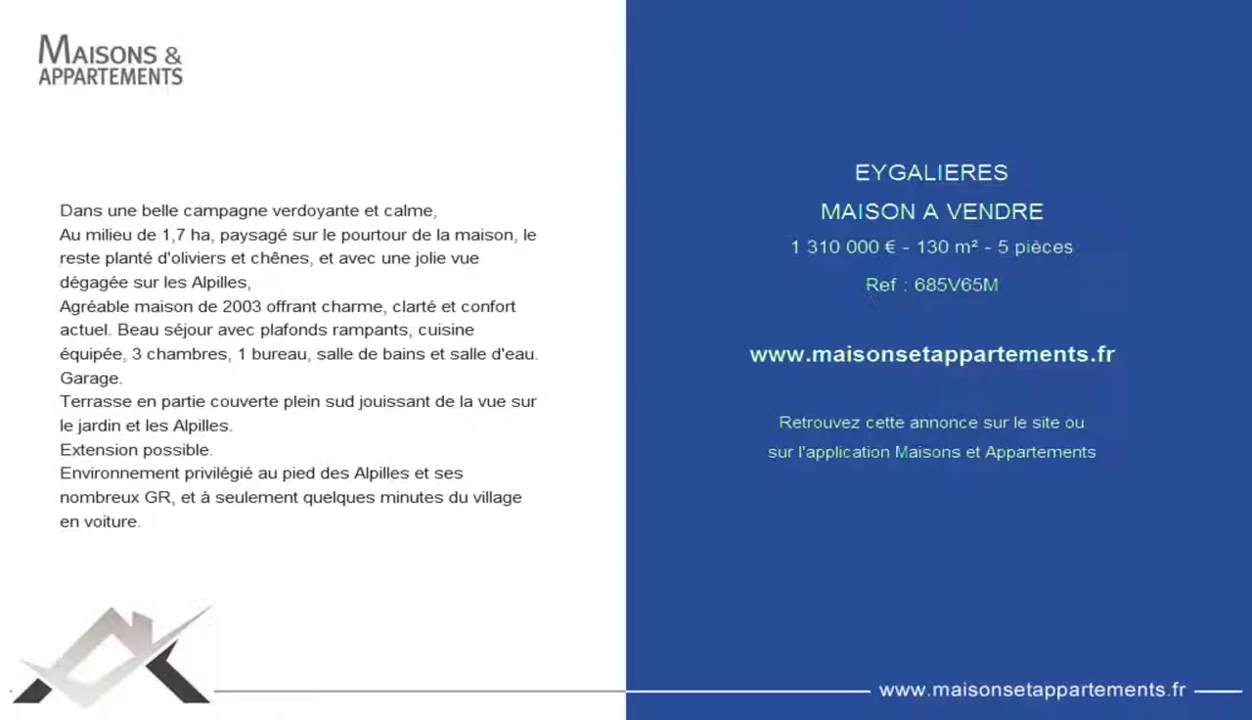 MAISONS &
APPARTEMENTS
Dans une belle campagne verdoyante et calme,
Au milieu de 1,7 ha, paysagé sur le pourtour de la maison, le
reste planté d'oliviers et chênes, et avec une jolie vue
dégagée sur les Alpilles,
Agréable maison de 2003 offrant charme, clarté et confort
actuel. Beau séjour avec plafonds rampants, cuisine
équipée, 3 chambres, 1 bureau, salle de bains et salle d'eau.
Garage.
Terrasse en partie couverte plein sud jouissant de la vue sur
le jardin et les Alpilles.
Extension possible.
Environnement privilégié au pied des Alpilles et ses
nombreux GR, et à seulement quelques minutes du village
en voiture.
EYGALIERES
MAISON A VENDRE
1 310 000 € - 130 m² - 5 pièces
Ref : 685V65M
www.maisonsetappartements.fr
Retrouvez cette annonce sur le site ou
sur l'application Maisons et Appartements
www.maisonsetappartements.fr